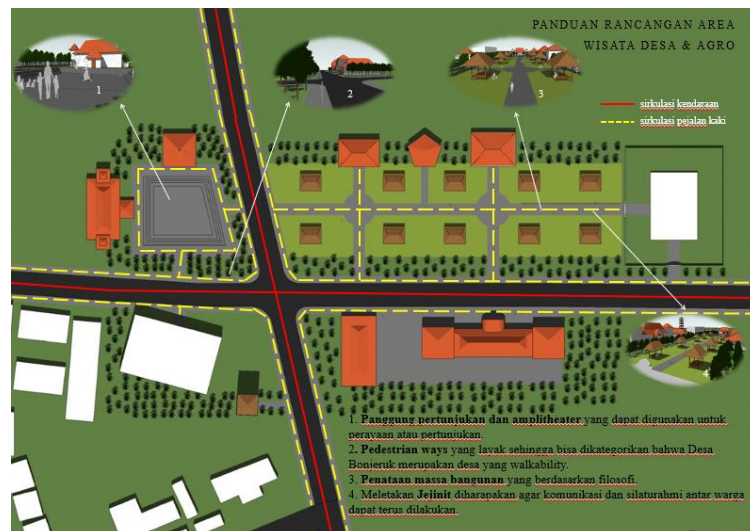 PANDUAN RANCANGAN AREA
WISATA DESA & AGRO
sirkulasi kendaraan
sirkulasi pejalan kaki
1
2
3
4
1. Panggung pertunjukan dan amplitheater yang dapat digunakan untuk
perayaan atau pertunjukan.
2. Pedestrian ways yang layak sehingga bisa dikategorikan bahwa Desa
Bonjeruk merupakan desa yang walkability.
3. Penataan massa bangunan yang berdasarkan filosofi.
4. Meletakan Jejinit diharapakan agar komunikasi dan silaturahmi antar warga
dapat terus dilakukan.